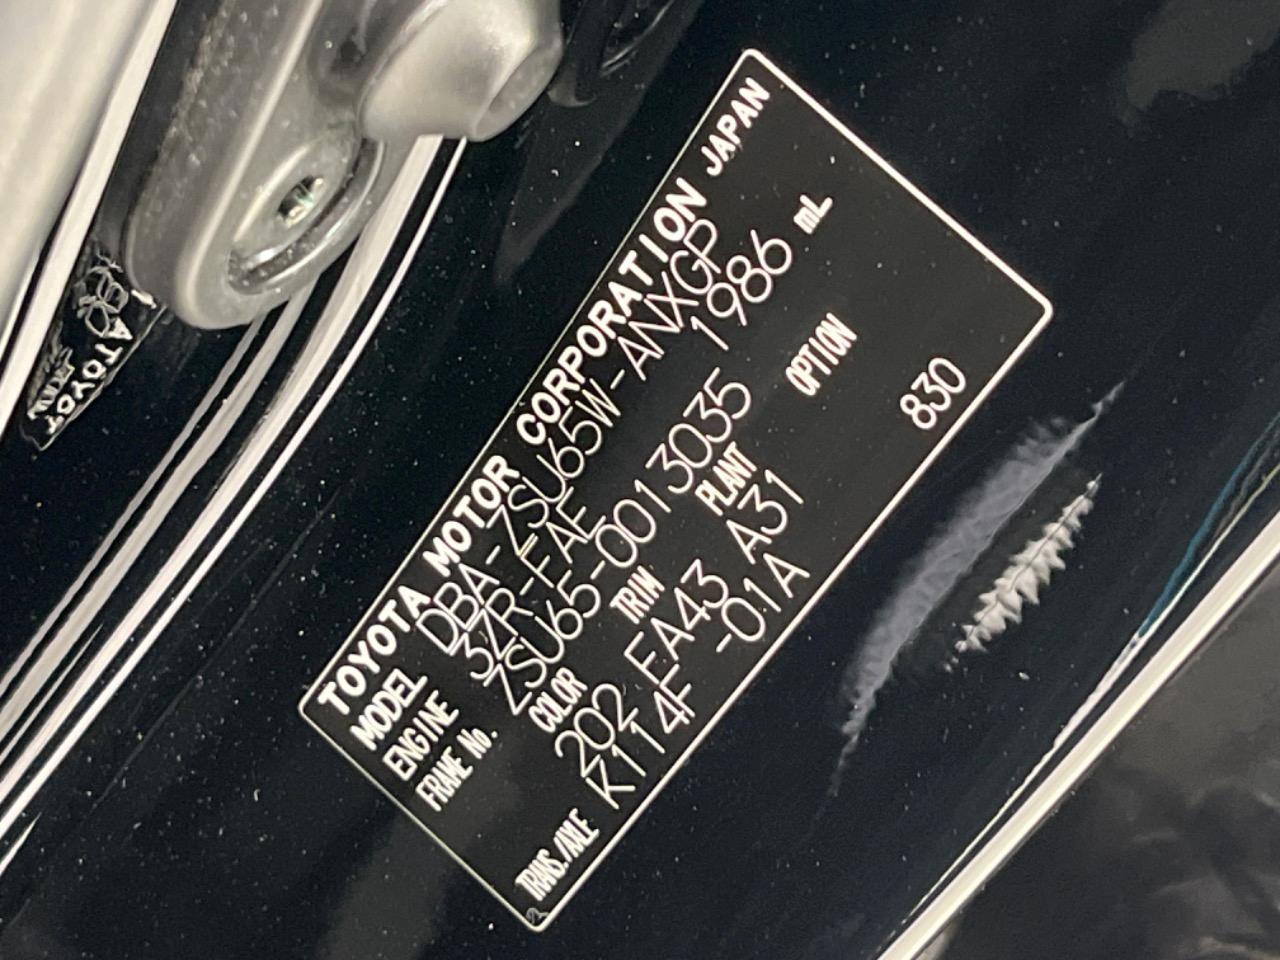 TOYOTA MOTOR CORPORATION JAPAN
MODEL DBA-ZSU65W-ANXGP
ENGINE 3ZR-FAE 1986 mL
FRAME No. ZSU65-0013035
COLOR TRIM PLANT OPTION
202 FA43 A31 830
TRANS./AXLE K114F -01A
TOYOT